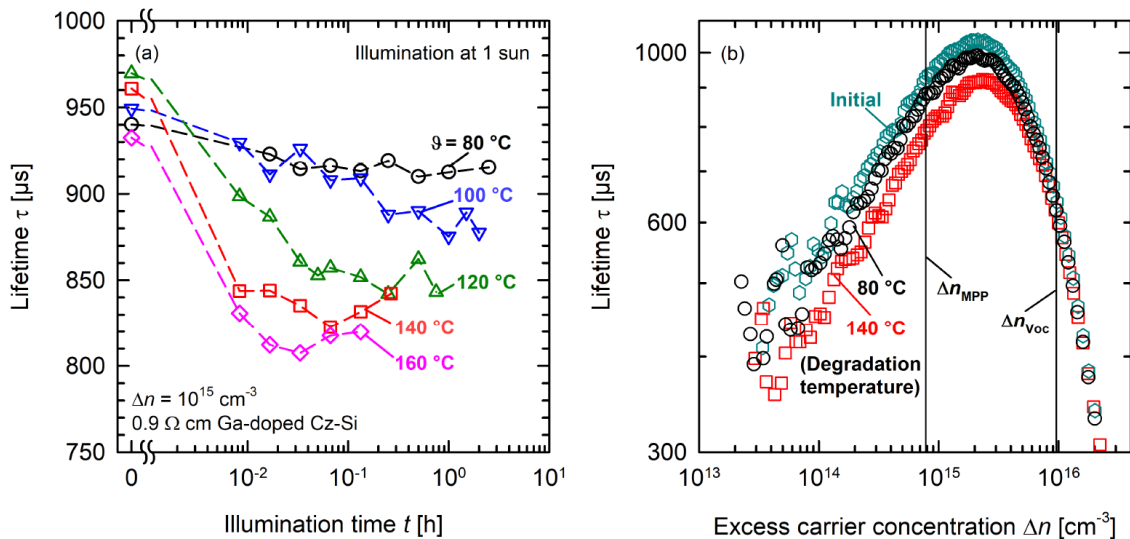 (a)
Illumination at 1 sun
ϑ = 80 °C
100 °C
120 °C
140 °C
160 °C
Δn = 10¹⁵ cm⁻³
0.9 Ω cm Ga-doped Cz-Si
Lifetime τ [µs]
1000
950
900
850
800
750
0
10⁻²
10⁻¹
10⁰
10¹
Illumination time t [h]
(b)
Initial
80 °C
140 °C
(Degradation
temperature)
Δn_MPP
Δn_Voc
Lifetime τ [µs]
1000
600
300
10¹³
10¹⁴
10¹⁵
10¹⁶
Excess carrier concentration Δn [cm⁻³]